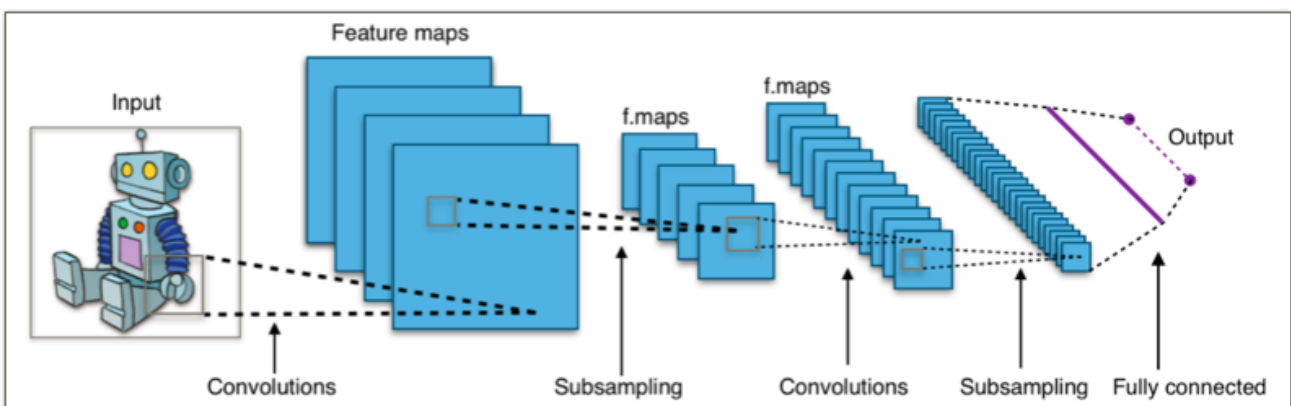 Feature maps
f.maps
Input
f.maps
Output
Convolutions
Subsampling
Convolutions
Subsampling
Fully connected